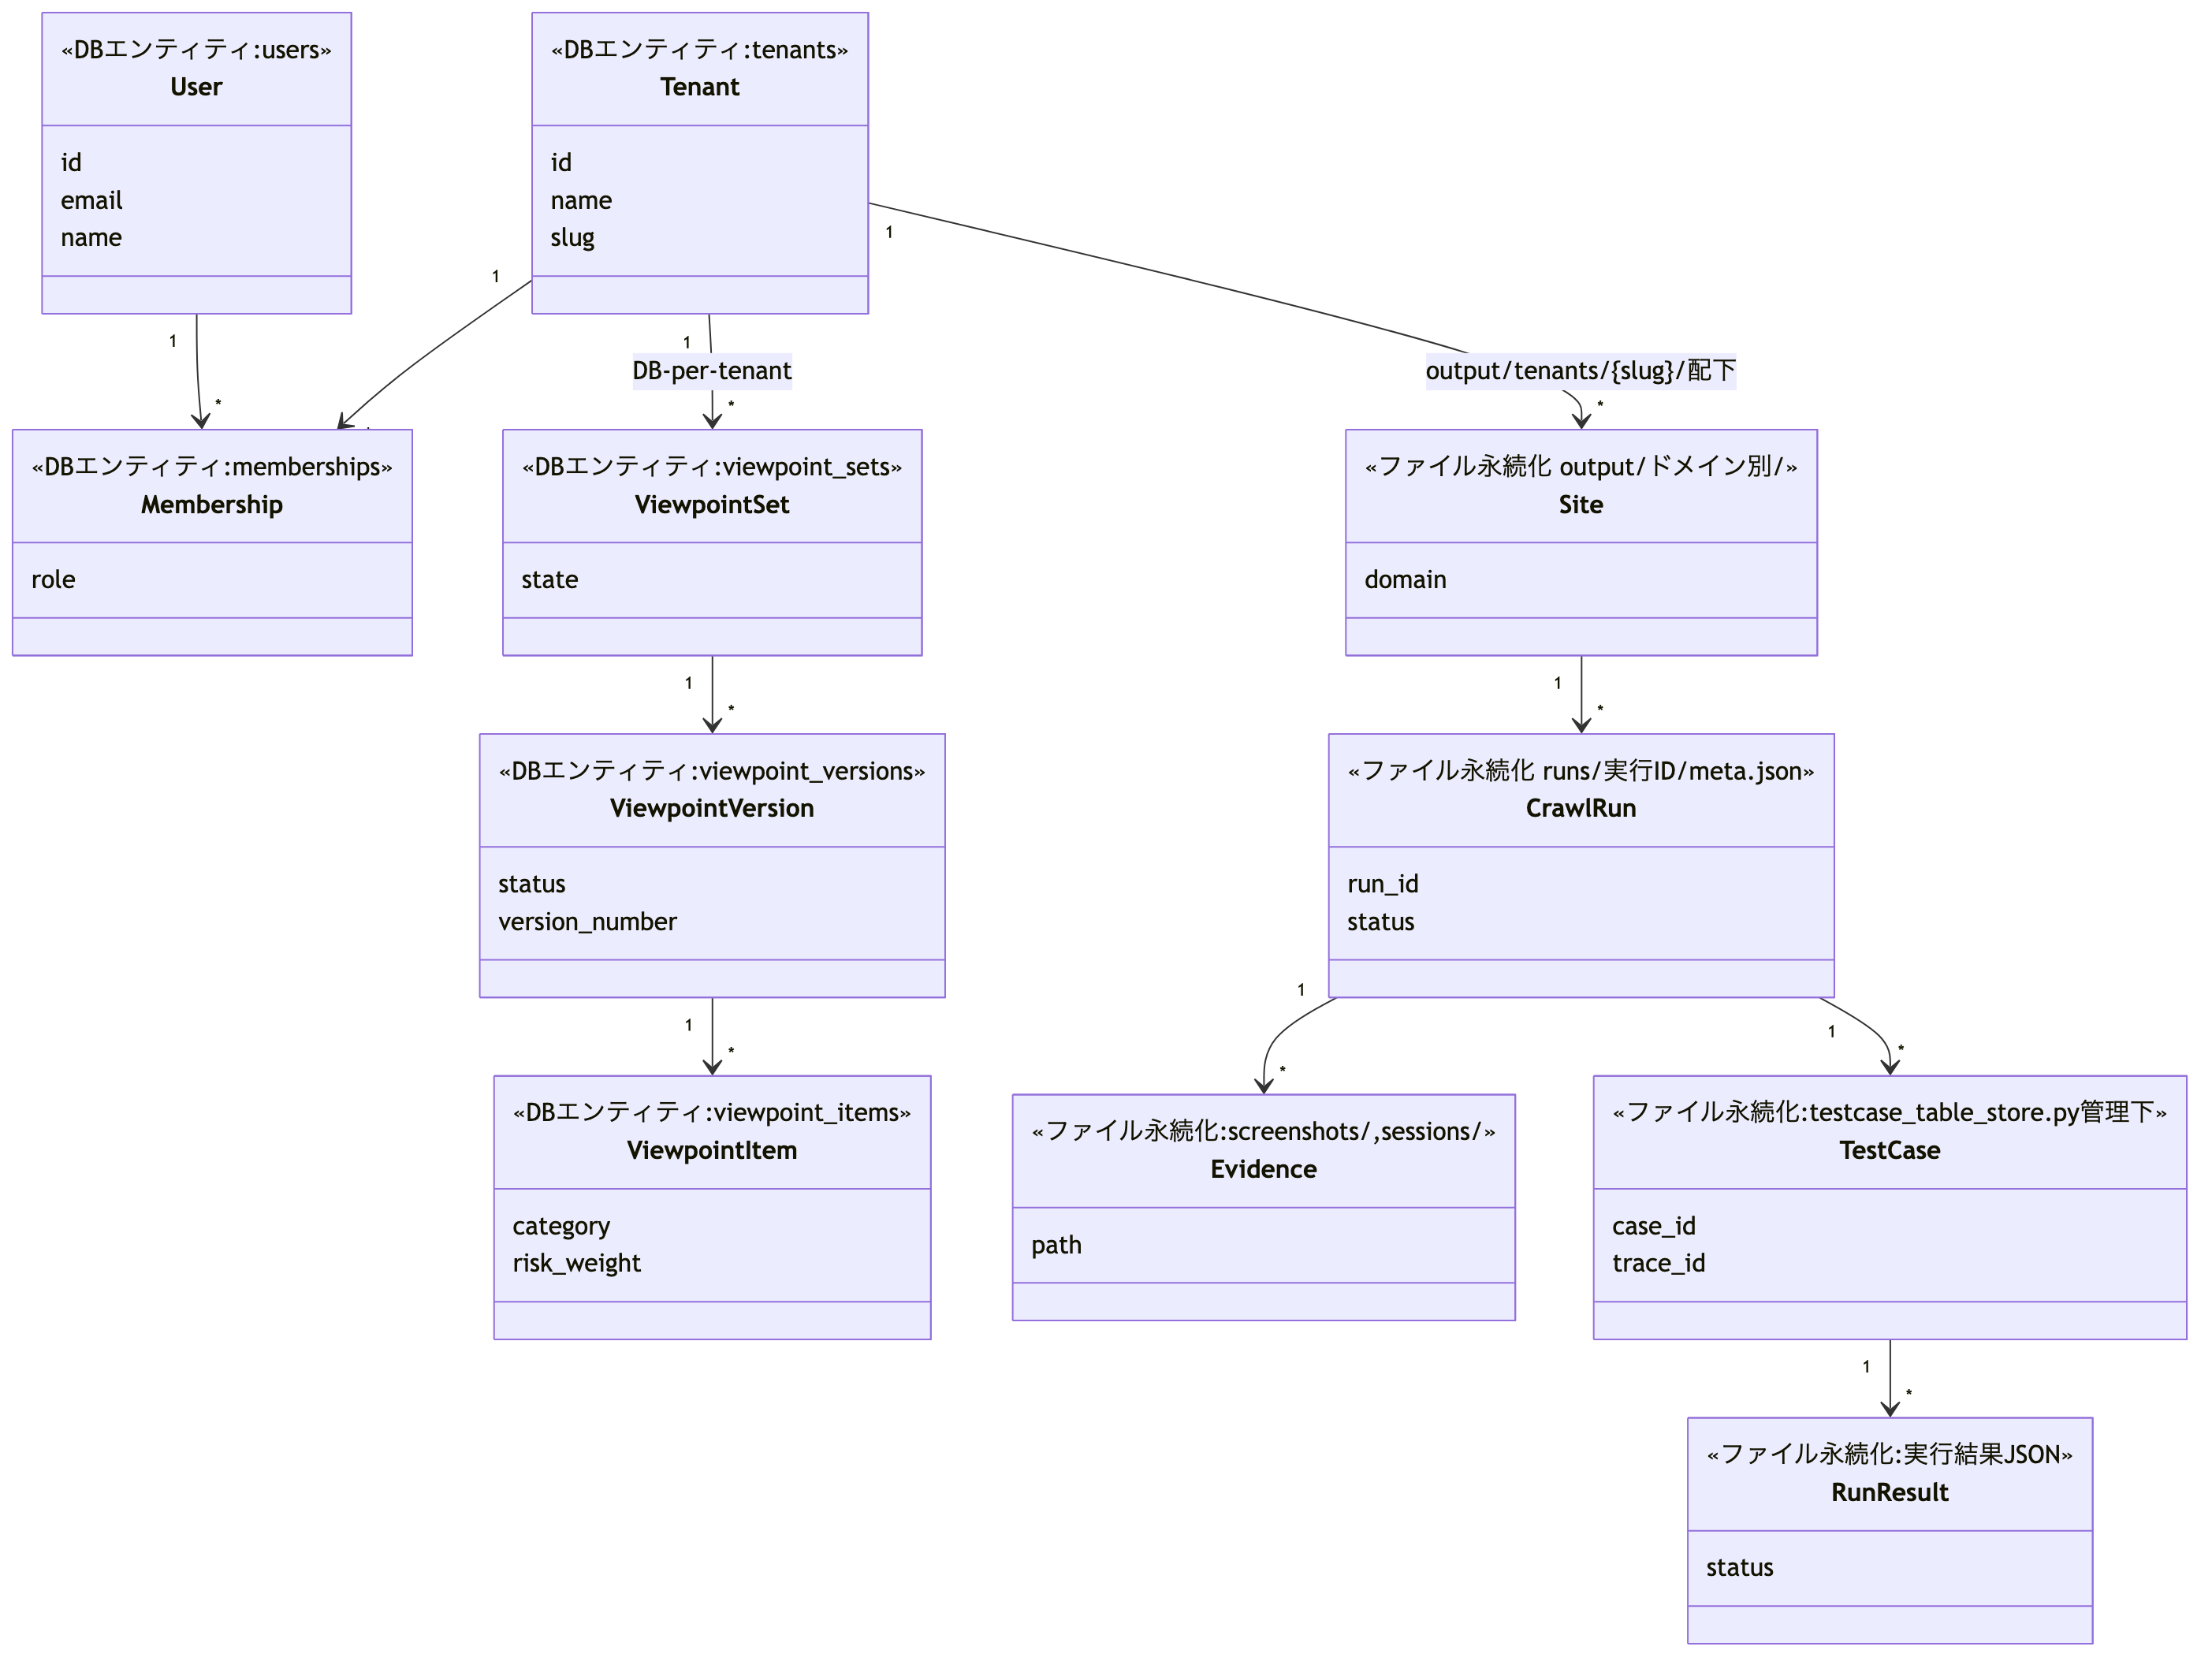 «DBエンティティ:users»
User
id
email
name
«DBエンティティ:tenants»
Tenant
id
name
slug
1
1
1
1
DB-per-tenant
output/tenants/{slug}/配下
*
*
*
«DBエンティティ:memberships»
Membership
role
«DBエンティティ:viewpoint_sets»
ViewpointSet
state
«ファイル永続化 output/ドメイン別/»
Site
domain
1
*
1
*
«DBエンティティ:viewpoint_versions»
ViewpointVersion
status
version_number
«ファイル永続化 runs/実行ID/meta.json»
CrawlRun
run_id
status
1
*
1
*
1
*
«DBエンティティ:viewpoint_items»
ViewpointItem
category
risk_weight
«ファイル永続化:screenshots/,sessions/»
Evidence
path
«ファイル永続化:testcase_table_store.py管理下»
TestCase
case_id
trace_id
1
*
«ファイル永続化:実行結果JSON»
RunResult
status